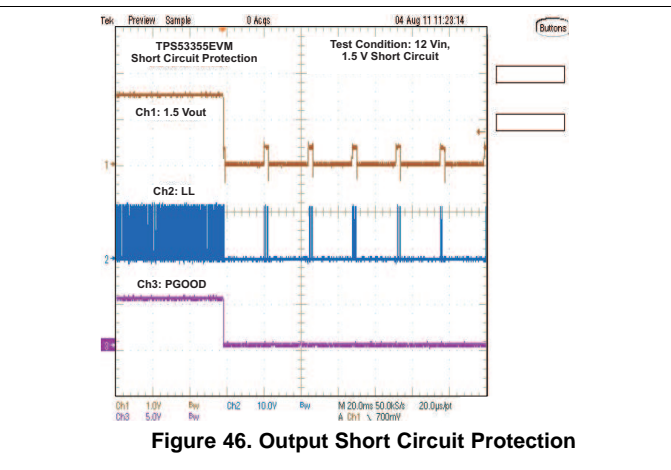 Tek Preview Sample 0 Acqs 04 Aug 11 11:23:14
Buttons
TPS53355EVM
Short Circuit Protection
Test Condition: 12 Vin,
1.5 V Short Circuit
Ch1: 1.5 Vout
1
Ch2: LL
2
Ch3: PGOOD
Ch1 1.0V Bw Ch2 10.0V Bw M 20.0ms 50.0kS/s 20.0µs/pt
Ch3 5.0V Bw A Ch1 \ 700mV
Figure 46. Output Short Circuit Protection